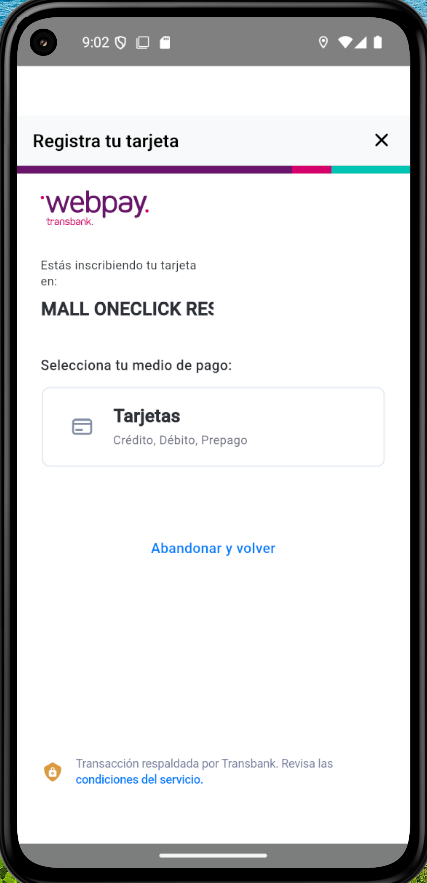 9:02
Registra tu tarjeta
webpay.
transbank.
Estás inscribiendo tu tarjeta
en:
MALL ONECLICK RES
Selecciona tu medio de pago:
Tarjetas
Crédito, Débito, Prepago
Abandonar y volver
Transacción respaldada por Transbank. Revisa las
condiciones del servicio.